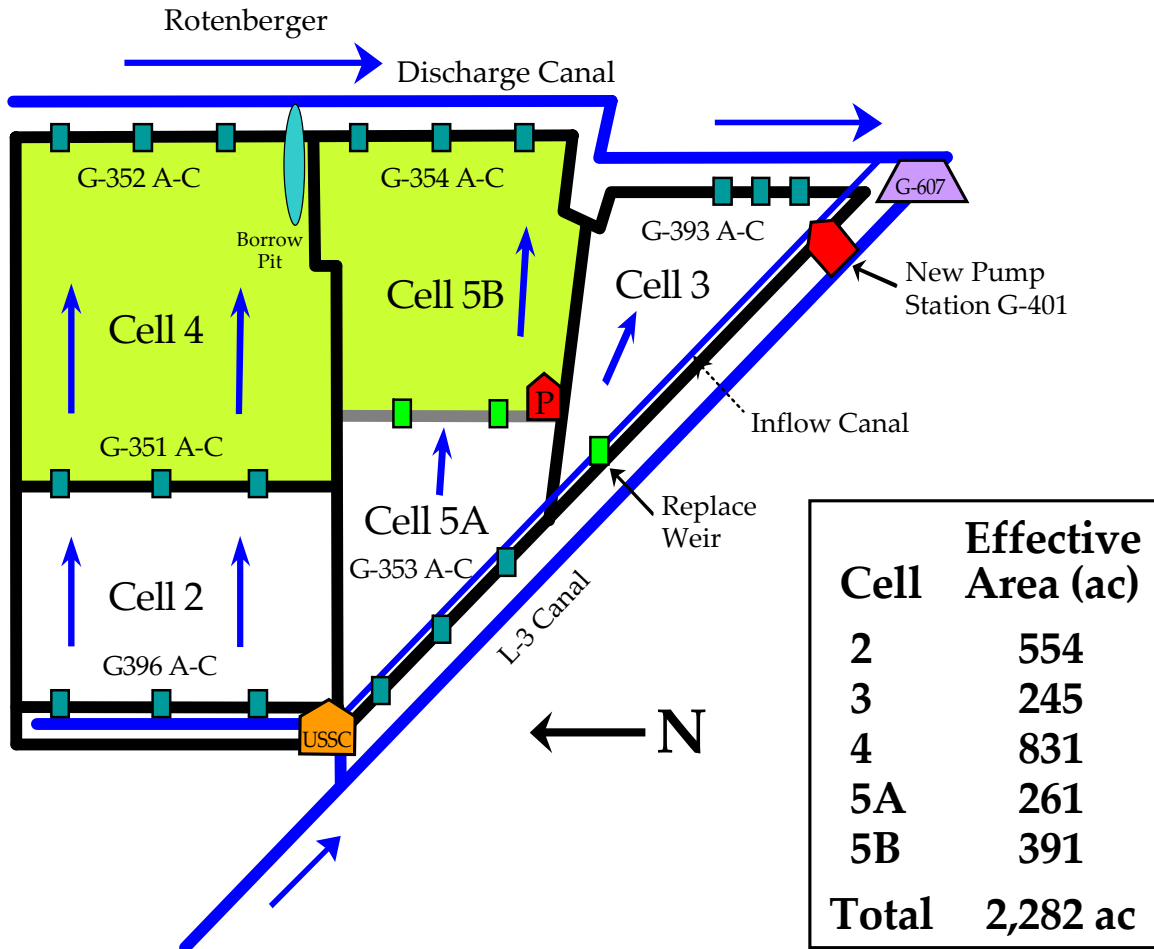 Rotenberger
Discharge Canal
G-352 A-C
G-354 A-C
G-607
G-393 A-C
Borrow
Pit
New Pump
Station G-401
Cell 3
Cell 5B
Cell 4
P
Inflow Canal
G-351 A-C
Replace
Weir
Cell 5A
G-353 A-C
Cell 2
L-3 Canal
G396 A-C
USSC
N
Effective
Cell Area (ac)
2 554
3 245
4 831
5A 261
5B 391
Total 2,282 ac